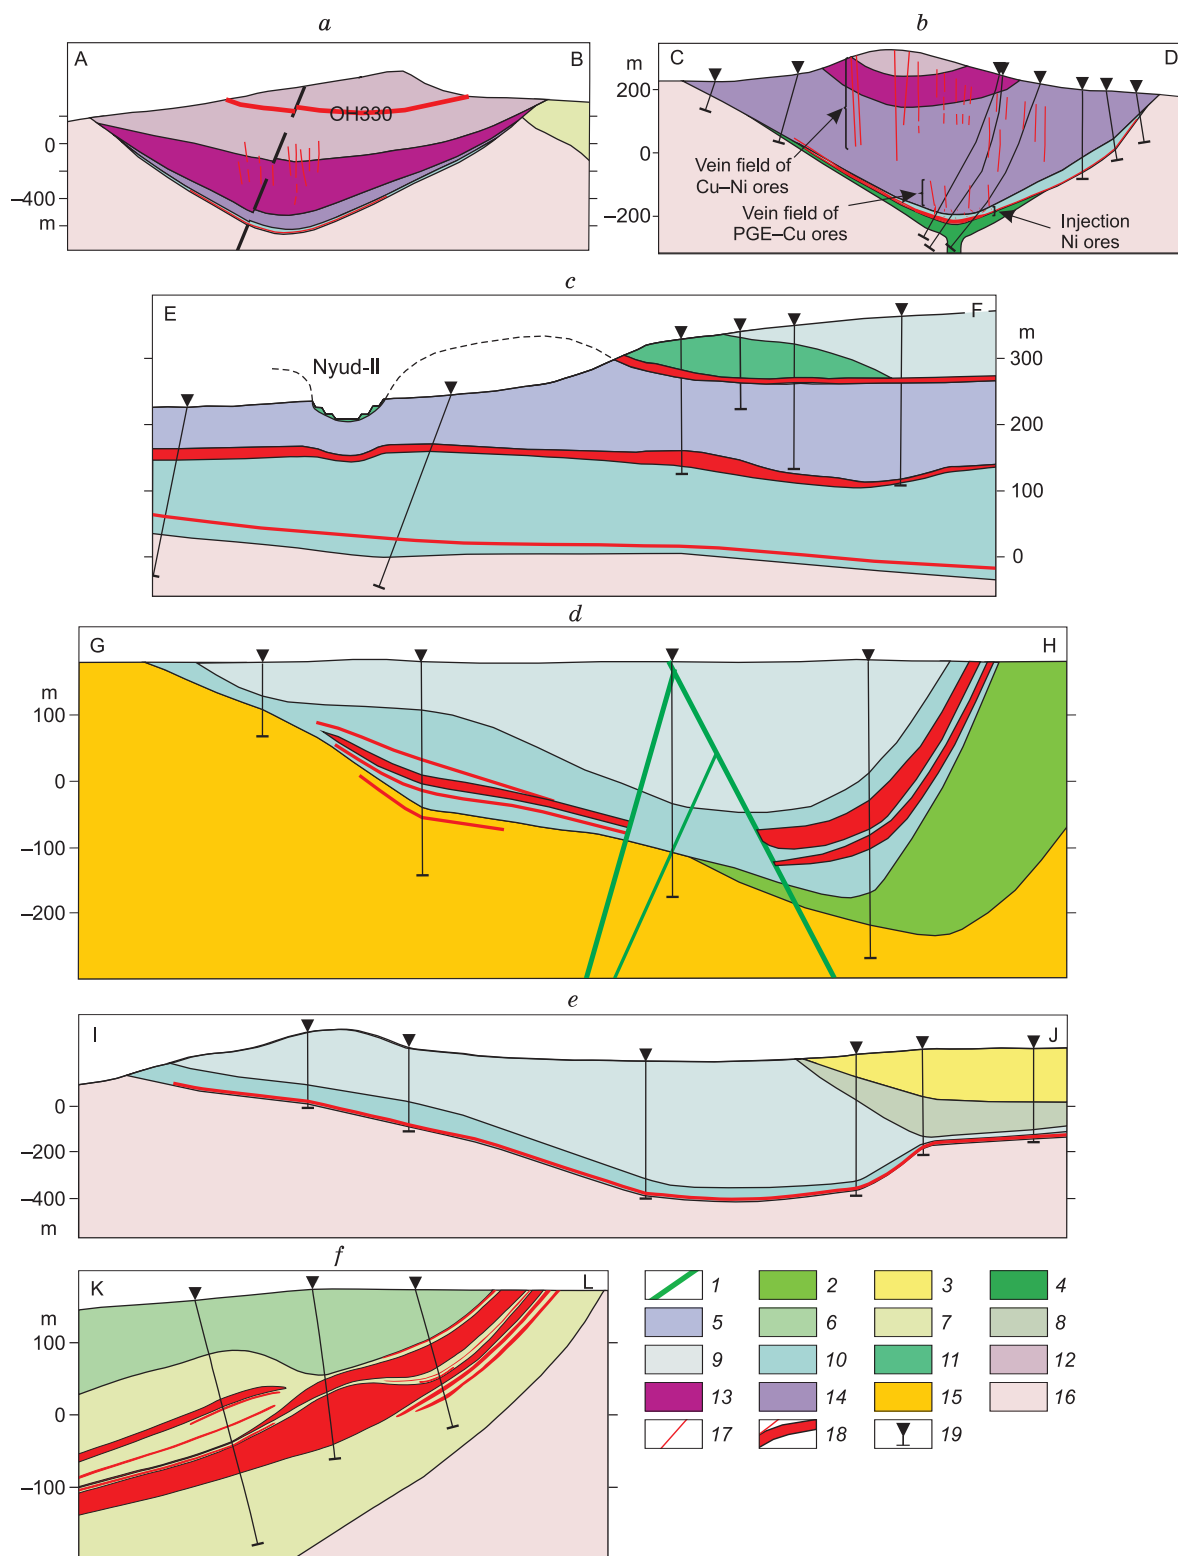 a
A
B
OH330
0
–400
m
b
C
D
m
200
0
–200
Vein field of
Cu–Ni ores
Vein field of
PGE–Cu ores
Injection
Ni ores
c
E
F
Nyud-II
m
300
200
100
0
d
G
H
m
100
0
–100
–200
e
I
J
0
–200
–400
m
f
K
L
m
100
0
–100
1
2
3
4
5
6
7
8
9
10
11
12
13
14
15
16
17
18
19